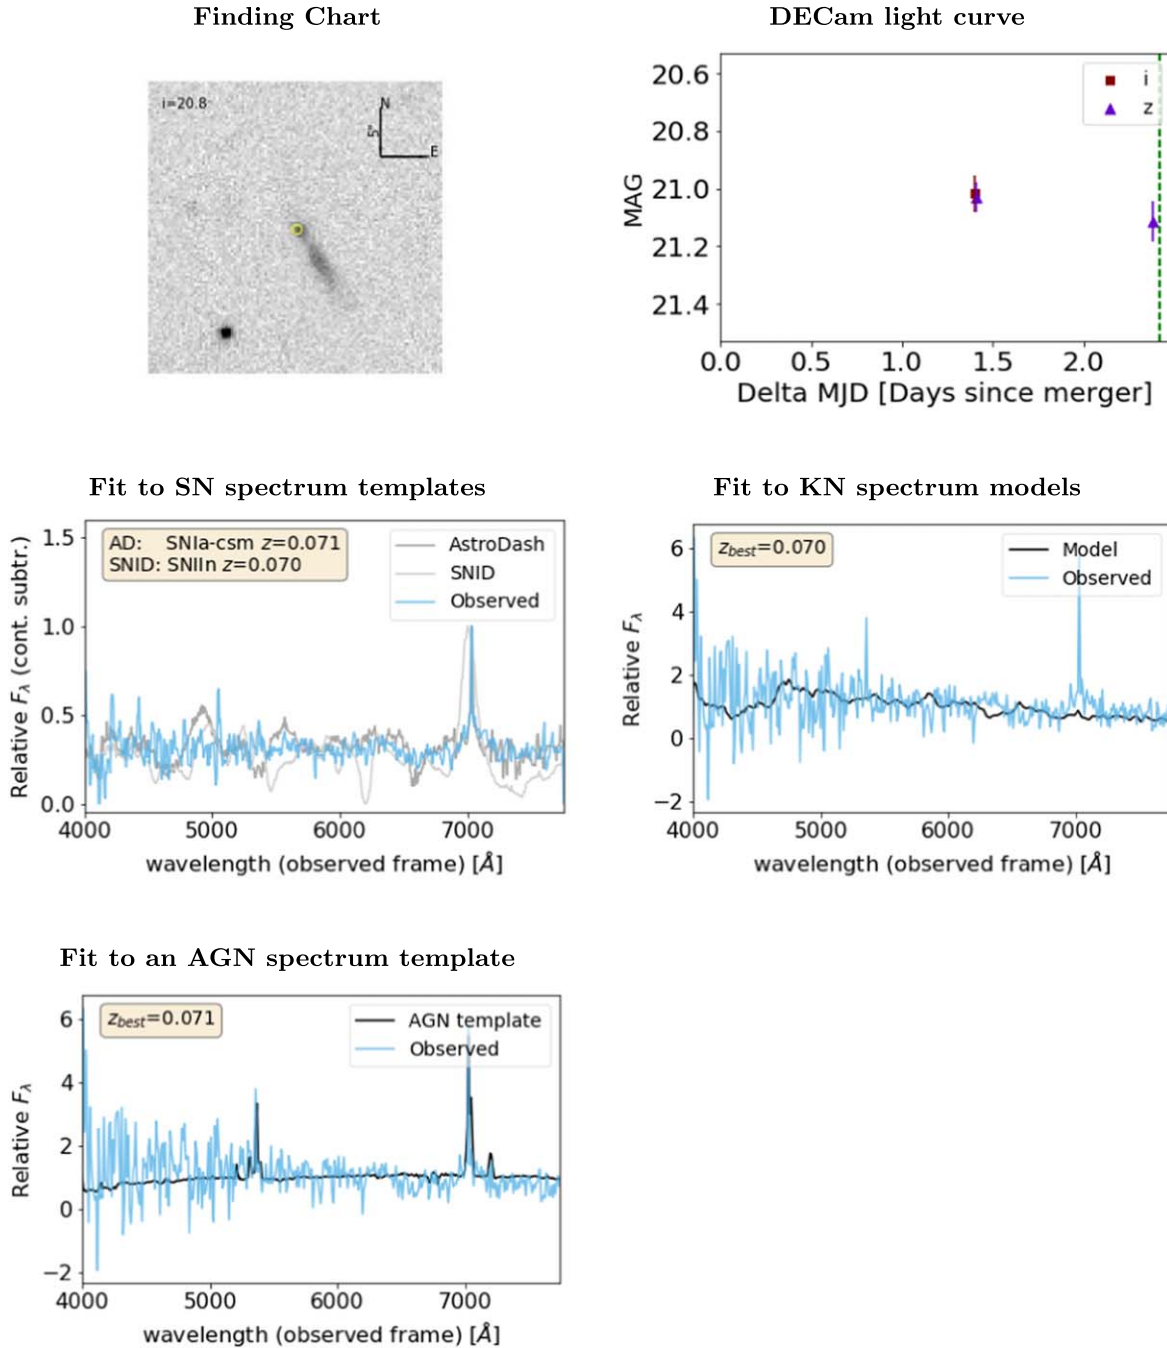 Finding Chart
i=20.8
N
5"
E
DECam light curve
i
z
20.6
20.8
21.0
21.2
21.4
MAG
0.0 0.5 1.0 1.5 2.0
Delta MJD [Days since merger]
Fit to SN spectrum templates
AD: SNIa-csm z=0.071
SNID: SNIIn z=0.070
AstroDash
SNID
Observed
1.5
1.0
0.5
0.0
Relative Fλ (cont. subtr.)
4000 5000 6000 7000
wavelength (observed frame) [Å]
Fit to KN spectrum models
zbest=0.070
Model
Observed
6
4
2
0
−2
Relative Fλ
4000 5000 6000 7000
wavelength (observed frame) [Å]
Fit to an AGN spectrum template
zbest=0.071
AGN template
Observed
6
4
2
0
−2
Relative Fλ
4000 5000 6000 7000
wavelength (observed frame) [Å]